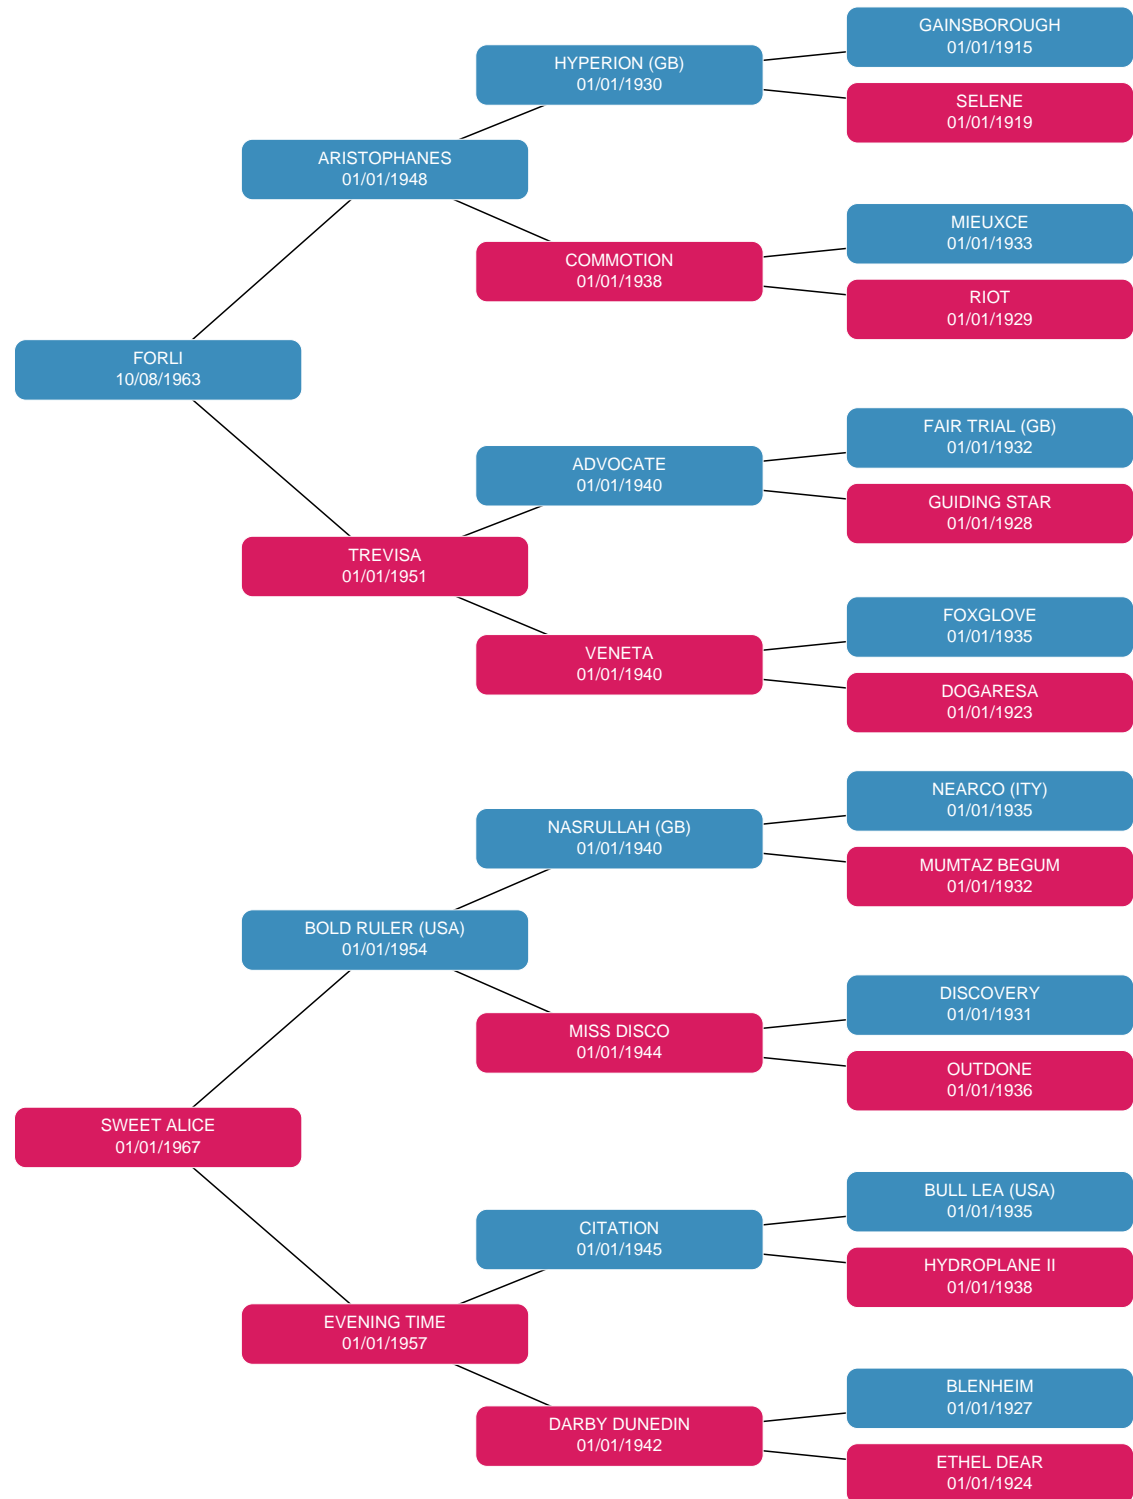 GAINSBOROUGH
01/01/1915
HYPERION (GB)
01/01/1930
SELENE
01/01/1919
ARISTOPHANES
01/01/1948
MIEUXCE
01/01/1933
COMMOTION
01/01/1938
RIOT
01/01/1929
FORLI
10/08/1963
FAIR TRIAL (GB)
01/01/1932
ADVOCATE
01/01/1940
GUIDING STAR
01/01/1928
TREVISA
01/01/1951
FOXGLOVE
01/01/1935
VENETA
01/01/1940
DOGARESA
01/01/1923
NEARCO (ITY)
01/01/1935
NASRULLAH (GB)
01/01/1940
MUMTAZ BEGUM
01/01/1932
BOLD RULER (USA)
01/01/1954
DISCOVERY
01/01/1931
MISS DISCO
01/01/1944
OUTDONE
01/01/1936
SWEET ALICE
01/01/1967
BULL LEA (USA)
01/01/1935
CITATION
01/01/1945
HYDROPLANE II
01/01/1938
EVENING TIME
01/01/1957
BLENHEIM
01/01/1927
DARBY DUNEDIN
01/01/1942
ETHEL DEAR
01/01/1924